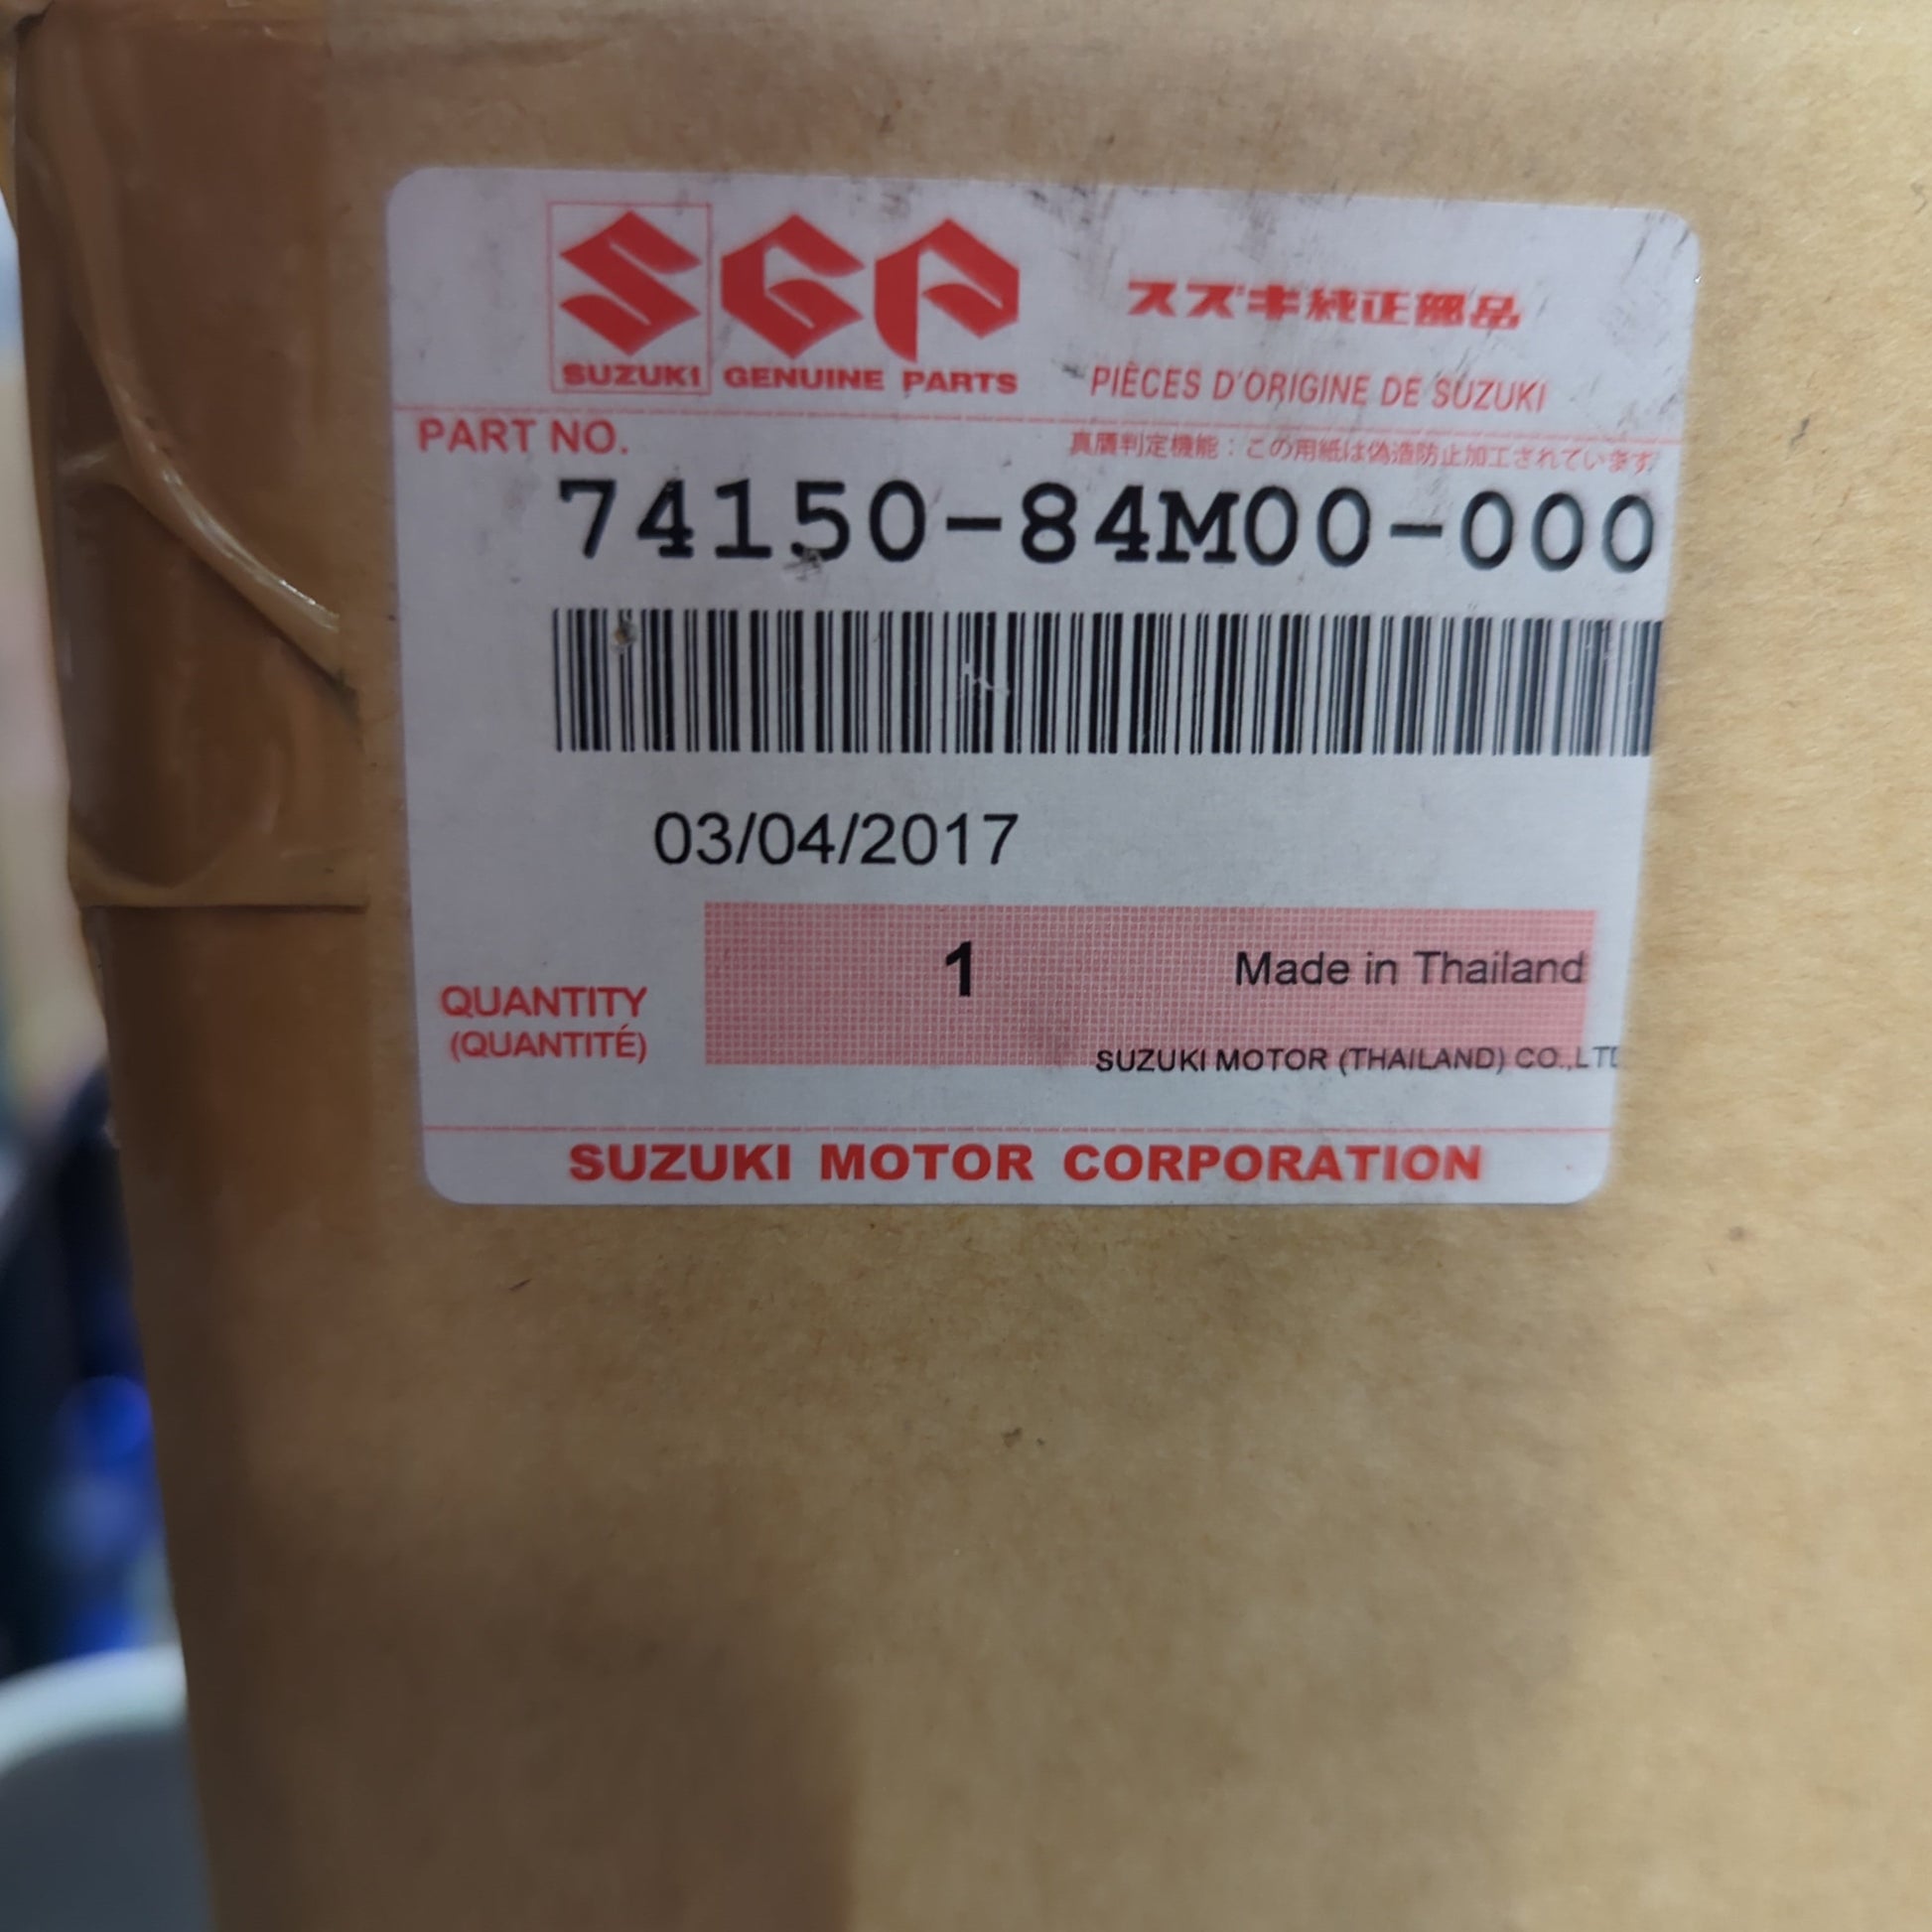 SGP
スズキ純正部品
SUZUKI GENUINE PARTS
PIÈCES D'ORIGINE DE SUZUKI
PART NO.
真贋判定機能：この用紙は偽造防止加工されています
74150-84M00-000
03/04/2017
1 Made in Thailand
QUANTITY
(QUANTITÉ)
SUZUKI MOTOR (THAILAND) CO.,LTD
SUZUKI MOTOR CORPORATION